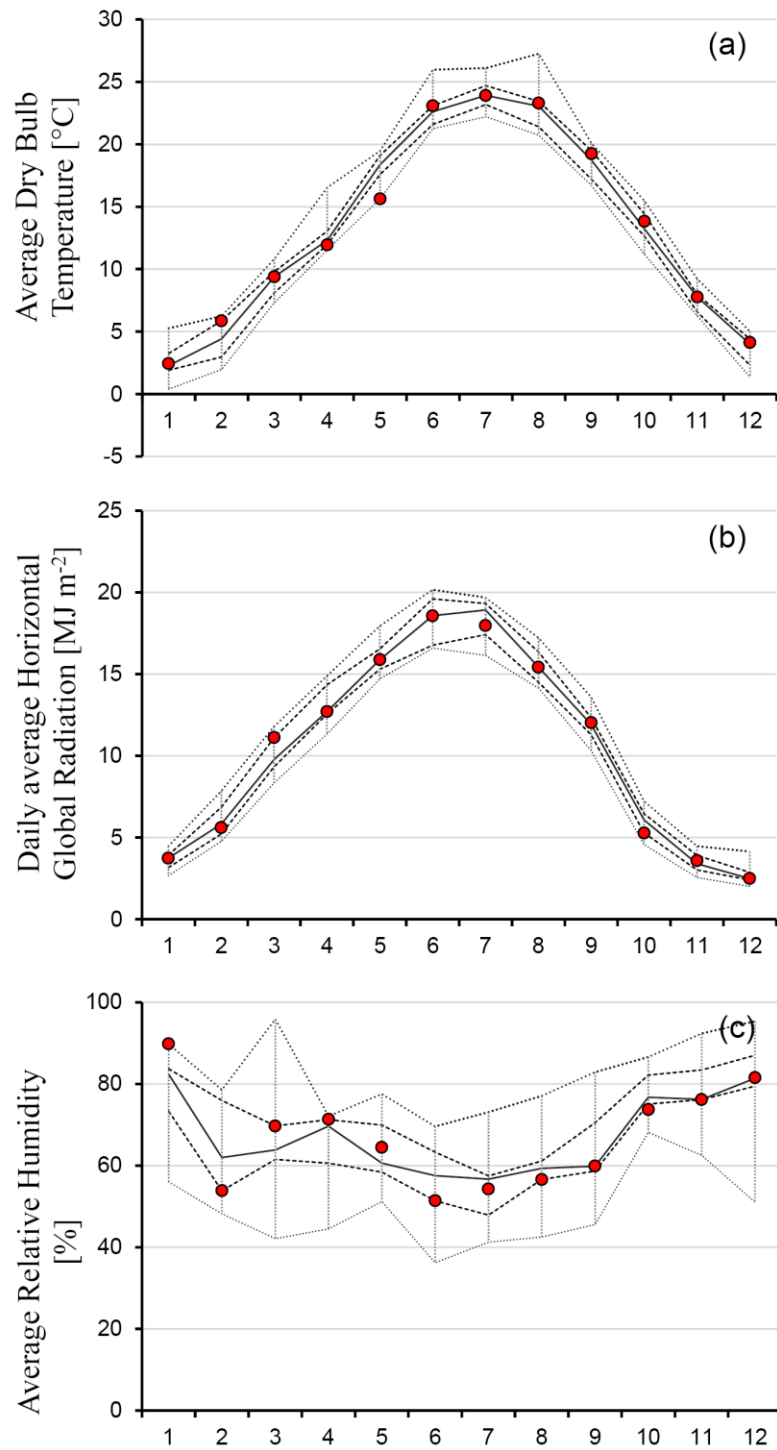 (a)
Average Dry Bulb
Temperature [°C]
30
25
20
15
10
5
0
-5
1 2 3 4 5 6 7 8 9 10 11 12
(b)
Daily average Horizontal
Global Radiation [MJ m-2]
25
20
15
10
5
0
1 2 3 4 5 6 7 8 9 10 11 12
(c)
Average Relative Humidity
[%]
100
80
60
40
20
0
1 2 3 4 5 6 7 8 9 10 11 12